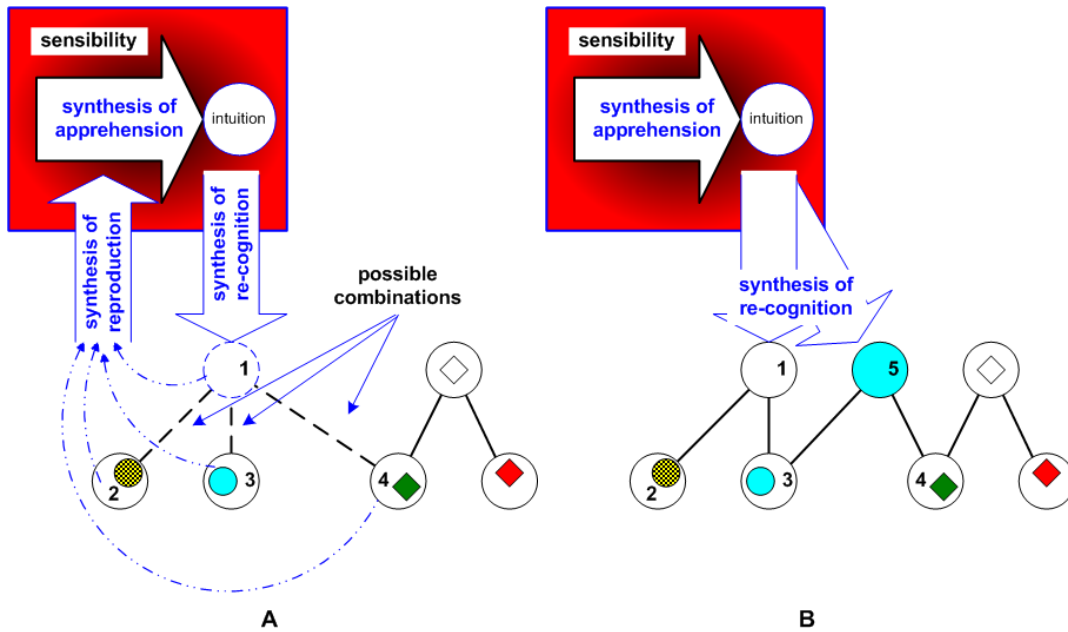 sensibility
synthesis of
apprehension
intuition
synthesis of
reproduction
synthesis of
re-cognition
possible
combinations
1
2
3
4
A
sensibility
synthesis of
apprehension
intuition
synthesis of
re-cognition
1
5
2
3
4
B